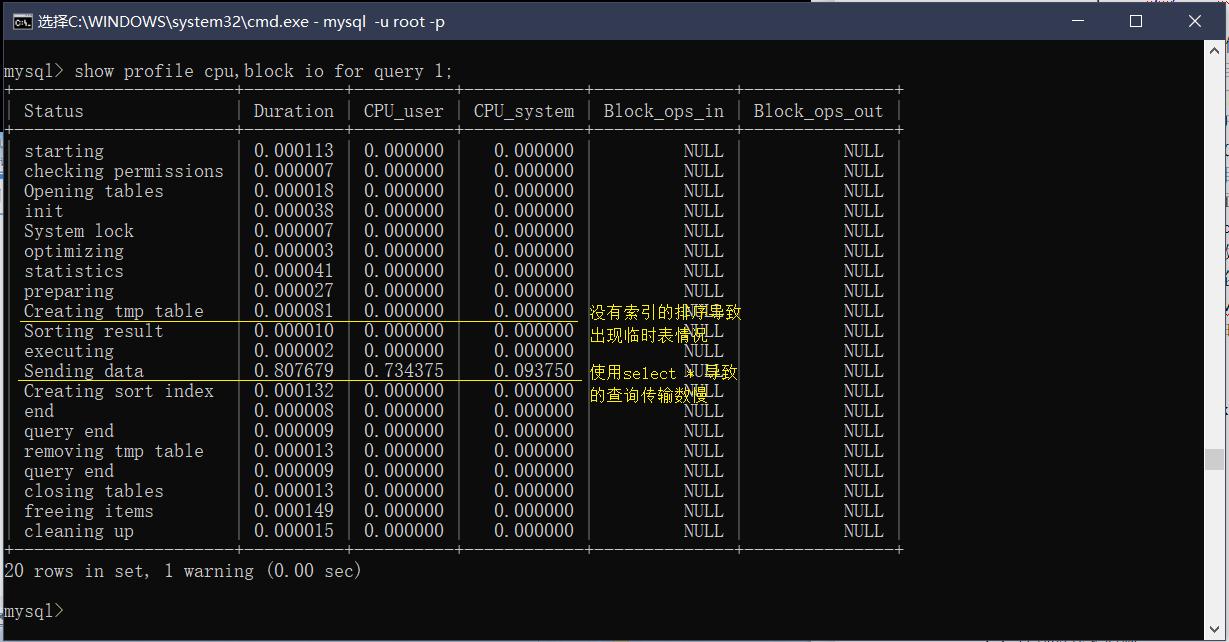 选择C:\WINDOWS\system32\cmd.exe - mysql -u root -p
mysql> show profile cpu,block io for query 1;
Status | Duration | CPU_user | CPU_system | Block_ops_in | Block_ops_out
starting | 0.000113 | 0.000000 | 0.000000 | NULL | NULL
checking permissions | 0.000007 | 0.000000 | 0.000000 | NULL | NULL
Opening tables | 0.000018 | 0.000000 | 0.000000 | NULL | NULL
init | 0.000038 | 0.000000 | 0.000000 | NULL | NULL
System lock | 0.000007 | 0.000000 | 0.000000 | NULL | NULL
optimizing | 0.000003 | 0.000000 | 0.000000 | NULL | NULL
statistics | 0.000041 | 0.000000 | 0.000000 | NULL | NULL
preparing | 0.000027 | 0.000000 | 0.000000 | NULL | NULL
Creating tmp table | 0.000081 | 0.000000 | 0.000000 | NULL | NULL
没有索引的排序导致
Sorting result | 0.000010 | 0.000000 | 0.000000 | NULL | NULL
出现临时表情况
executing | 0.000002 | 0.000000 | 0.000000 | NULL | NULL
Sending data | 0.807679 | 0.734375 | 0.093750 | NULL | NULL
使用select * 导致
Creating sort index | 0.000132 | 0.000000 | 0.000000 | NULL | NULL
的查询传输数慢
end | 0.000008 | 0.000000 | 0.000000 | NULL | NULL
query end | 0.000009 | 0.000000 | 0.000000 | NULL | NULL
removing tmp table | 0.000013 | 0.000000 | 0.000000 | NULL | NULL
query end | 0.000009 | 0.000000 | 0.000000 | NULL | NULL
closing tables | 0.000013 | 0.000000 | 0.000000 | NULL | NULL
freeing items | 0.000149 | 0.000000 | 0.000000 | NULL | NULL
cleaning up | 0.000015 | 0.000000 | 0.000000 | NULL | NULL
20 rows in set, 1 warning (0.00 sec)
mysql>